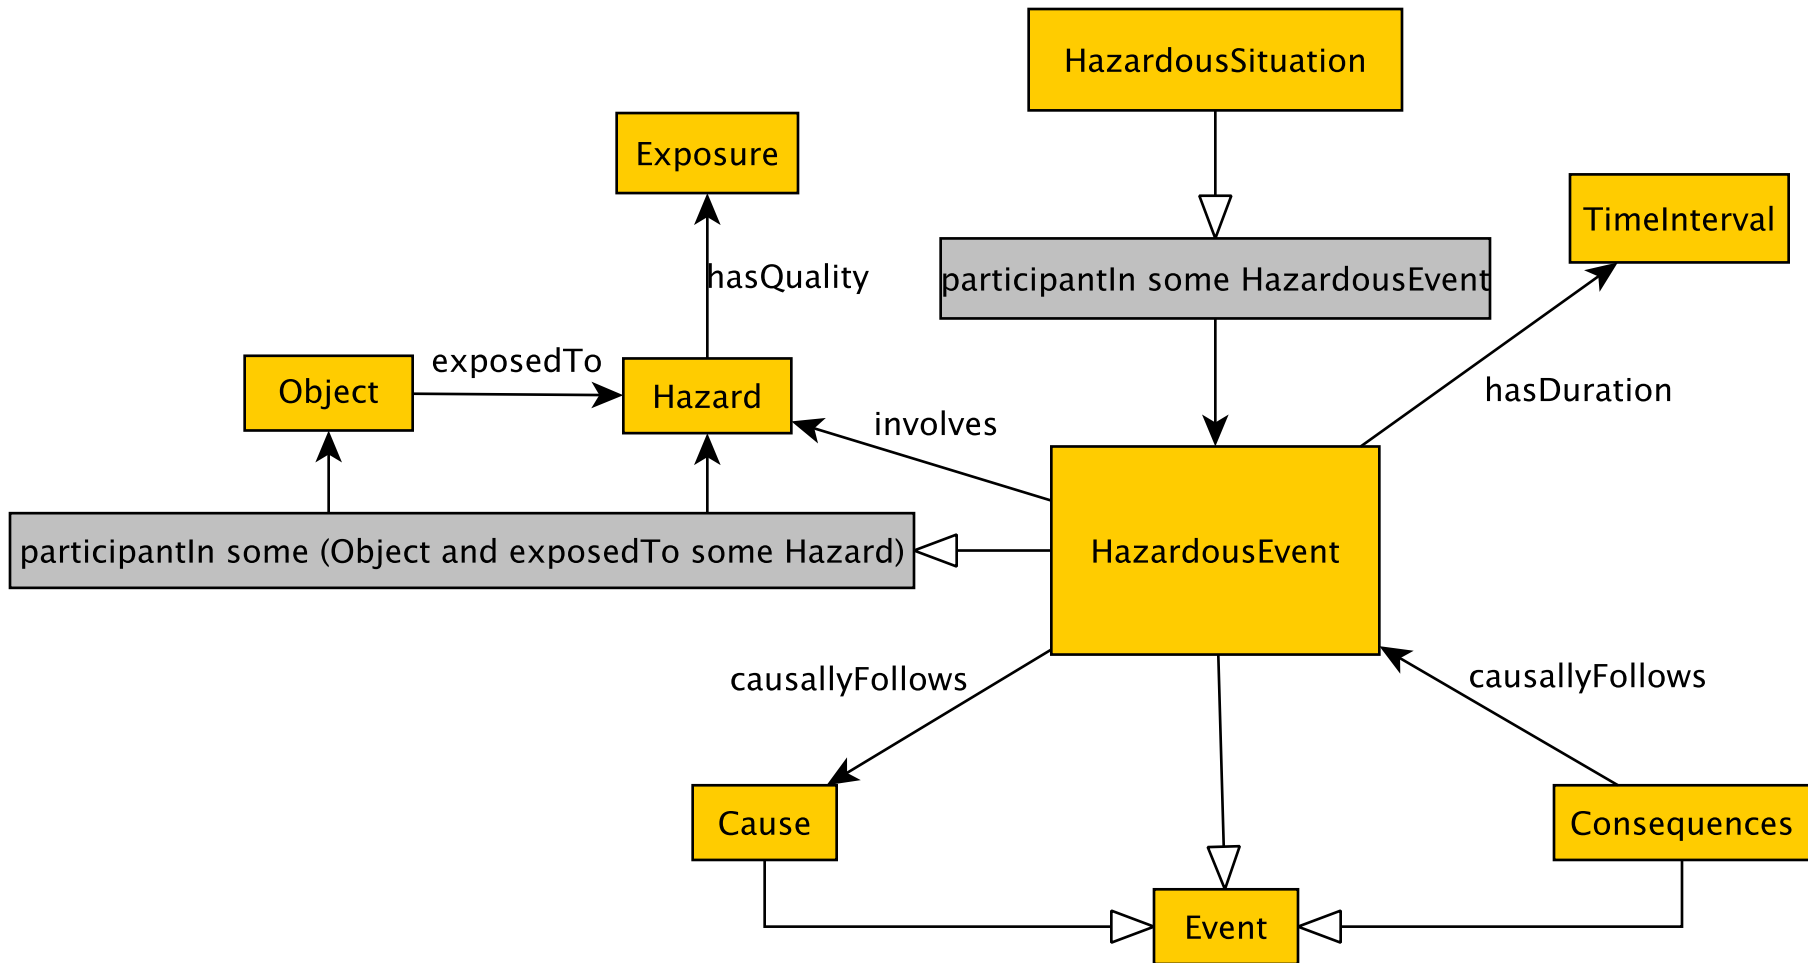 HazardousSituation
Exposure
TimeInterval
hasQuality
participantIn some HazardousEvent
exposedTo
Object
Hazard
hasDuration
involves
participantIn some (Object and exposedTo some Hazard)
HazardousEvent
causallyFollows
causallyFollows
Cause
Consequences
Event